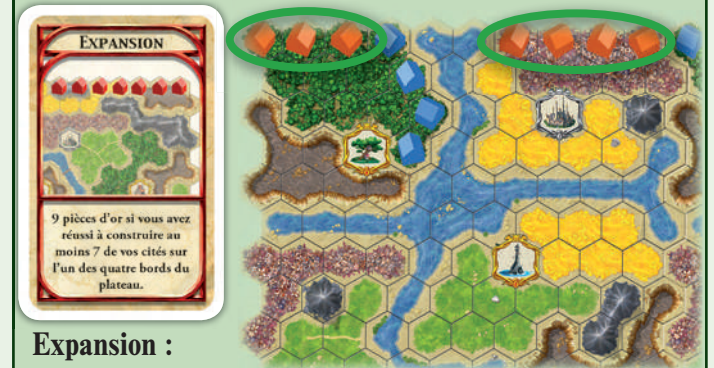 EXPANSION
9 pièces d'or si vous avez
réussi à construire au
moins 7 de vos cités sur
l'un des quatre bords du
plateau.
Expansion :